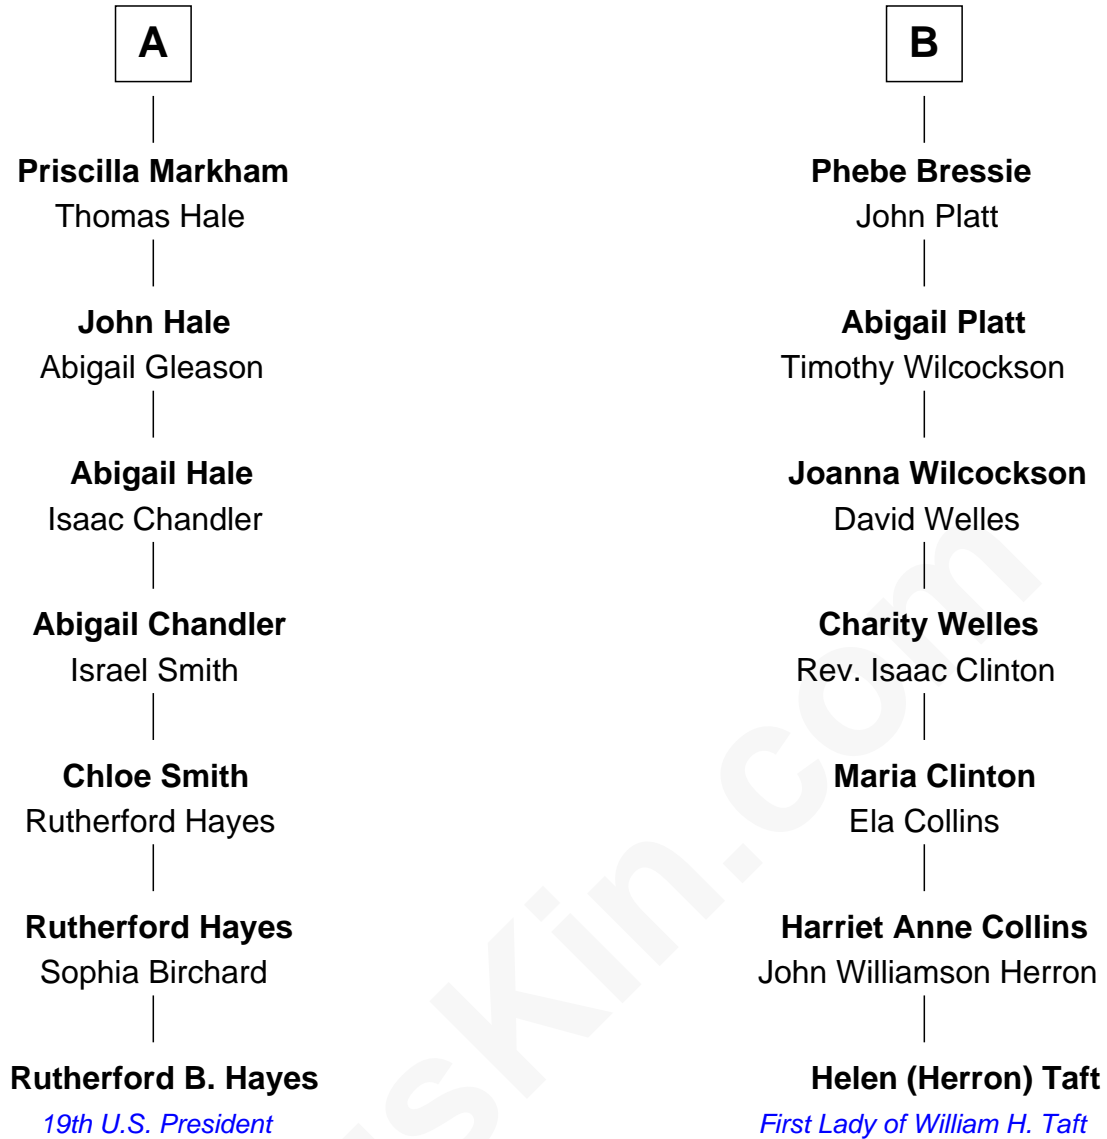 A
Priscilla Markham
Thomas Hale
John Hale
Abigail Gleason
Abigail Hale
Isaac Chandler
Abigail Chandler
Israel Smith
Chloe Smith
Rutherford Hayes
Rutherford Hayes
Sophia Birchard
Rutherford B. Hayes
19th U.S. President
B
Phebe Bressie
John Platt
Abigail Platt
Timothy Wilcockson
Joanna Wilcockson
David Welles
Charity Welles
Rev. Isaac Clinton
Maria Clinton
Ela Collins
Harriet Anne Collins
John Williamson Herron
Helen (Herron) Taft
First Lady of William H. Taft
sKin.com